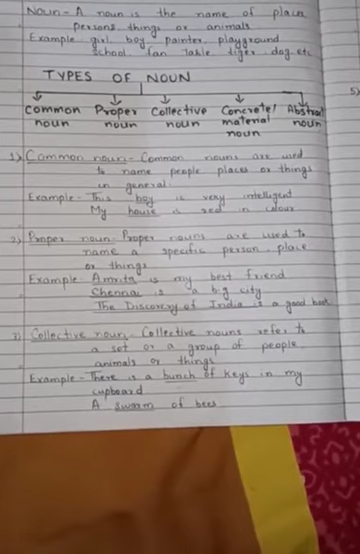 Noun - A noun is the name of place
persons things or animals
Example girl, boy, painter, playground
school fan table tiger dog etc
TYPES OF NOUN
Common noun
Proper noun
Collective noun
Concrete/ material noun
Abstract noun
5)
1) Common noun - Common nouns are used
to name people places or things
in general.
Example - This boy is very intelligent
My house is red in colour
2) Proper noun - Proper nouns are used to
name a specific person, place
or things
Example Amrita is my best friend
Chennai is a big city
The Discovery of India is a good book
3) Collective noun - Collective nouns refer to
a set or a group of people
animals or things
Example - There is a bunch of keys in my
cupboard
A swarm of bees